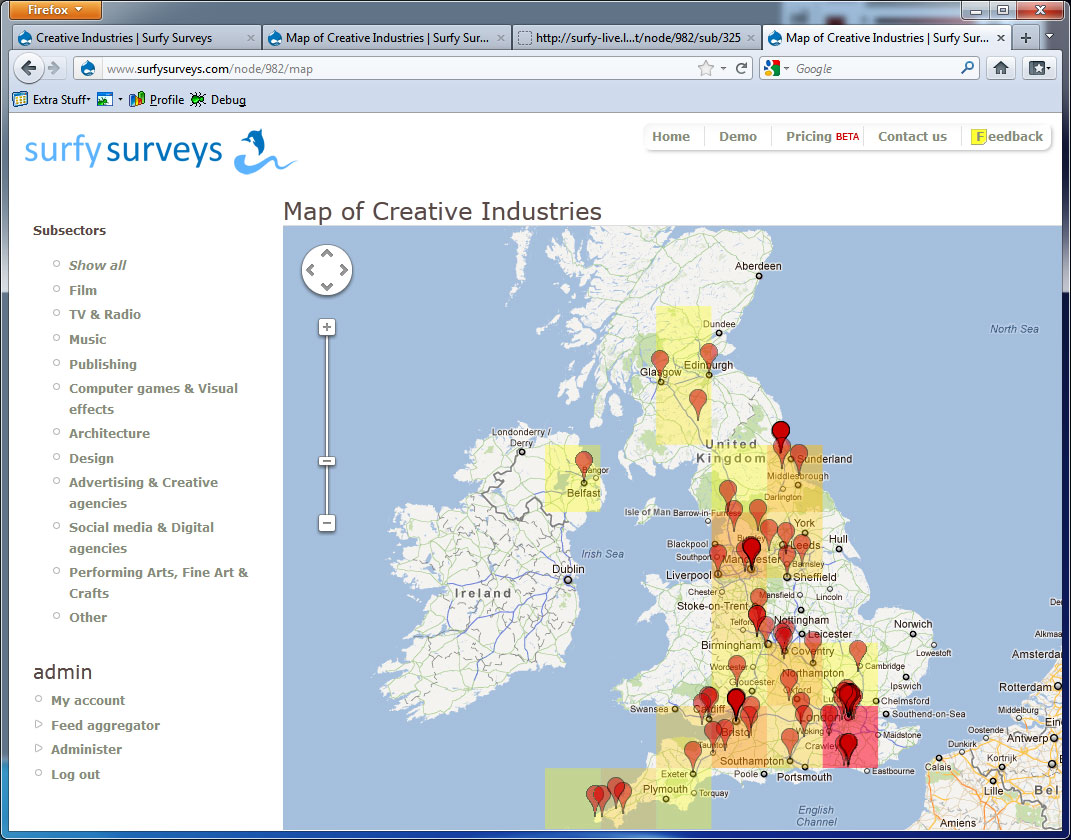 Firefox
Creative Industries | Surfy Surveys
Map of Creative Industries | Surfy Sur...
http://surfy-live.l...t/node/982/sub/325
Map of Creative Industries | Surfy Sur...
www.surfysurveys.com/node/982/map
Google
Extra Stuff
Profile
Debug
surfy surveys
Home
Demo
Pricing BETA
Contact us
Feedback
Map of Creative Industries
Subsectors
Show all
Film
TV & Radio
Music
Publishing
Computer games & Visual
effects
Architecture
Design
Advertising & Creative
agencies
Social media & Digital
agencies
Performing Arts, Fine Art &
Crafts
Other
admin
My account
Feed aggregator
Administer
Log out
Aberdeen
North Sea
Dundee
Glasgow
Edinburgh
United
Kingdom
Londonderry /
Derry
Bangor
Belfast
Sunderland
Middlesbrough
Darlington
Isle of Man
Barrow-in-Furness
York
Hull
Blackpool
Leeds
Irish Sea
Southport
Manchester
Barnsley
Dublin
Liverpool
Sheffield
Ireland
Chester
Mansfield
Lincoln
Stoke-on-Trent
Telford
Nottingham
Leicester
Norwich
Lowestoft
Birmingham
Coventry
Worcester
Northampton
Cambridge
Ipswich
Gloucester
Oxford
Chelmsford
Swansea
Cardiff
London
Southend-on-Sea
Bristol
Woking
Maidstone
Taunton
Crawley
Southampton
Exeter
Poole
Portsmouth
Eastbourne
Plymouth
Torquay
English
Channel
De
Alkmaa
Amsterdam
Rotterdam
Middelburg
Oostende
Ein
Antwerp
Dunkirk
Calais
Kortrijk
Lille
Bel
Amiens